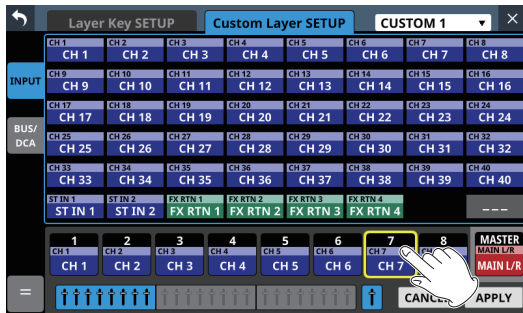 Layer Key SETUP Custom Layer SETUP CUSTOM 1
CH 1 CH 2 CH 3 CH 4 CH 5 CH 6 CH 7 CH 8
CH 1 CH 2 CH 3 CH 4 CH 5 CH 6 CH 7 CH 8
INPUT
CH 9 CH 10 CH 11 CH 12 CH 13 CH 14 CH 15 CH 16
CH 9 CH 10 CH 11 CH 12 CH 13 CH 14 CH 15 CH 16
CH 17 CH 18 CH 19 CH 20 CH 21 CH 22 CH 23 CH 24
CH 17 CH 18 CH 19 CH 20 CH 21 CH 22 CH 23 CH 24
BUS/
DCA
CH 25 CH 26 CH 27 CH 28 CH 29 CH 30 CH 31 CH 32
CH 25 CH 26 CH 27 CH 28 CH 29 CH 30 CH 31 CH 32
CH 33 CH 34 CH 35 CH 36 CH 37 CH 38 CH 39 CH 40
CH 33 CH 34 CH 35 CH 36 CH 37 CH 38 CH 39 CH 40
ST IN 1 ST IN 2 FX RTN 1 FX RTN 2 FX RTN 3 FX RTN 4
ST IN 1 ST IN 2 FX RTN 1 FX RTN 2 FX RTN 3 FX RTN 4 ---
1 2 3 4 5 6 7 8 MASTER
CH 1 CH 2 CH 3 CH 4 CH 5 CH 6 CH 7 MAIN L/R
CH 1 CH 2 CH 3 CH 4 CH 5 CH 6 CH 7 MAIN L/R
APPLY